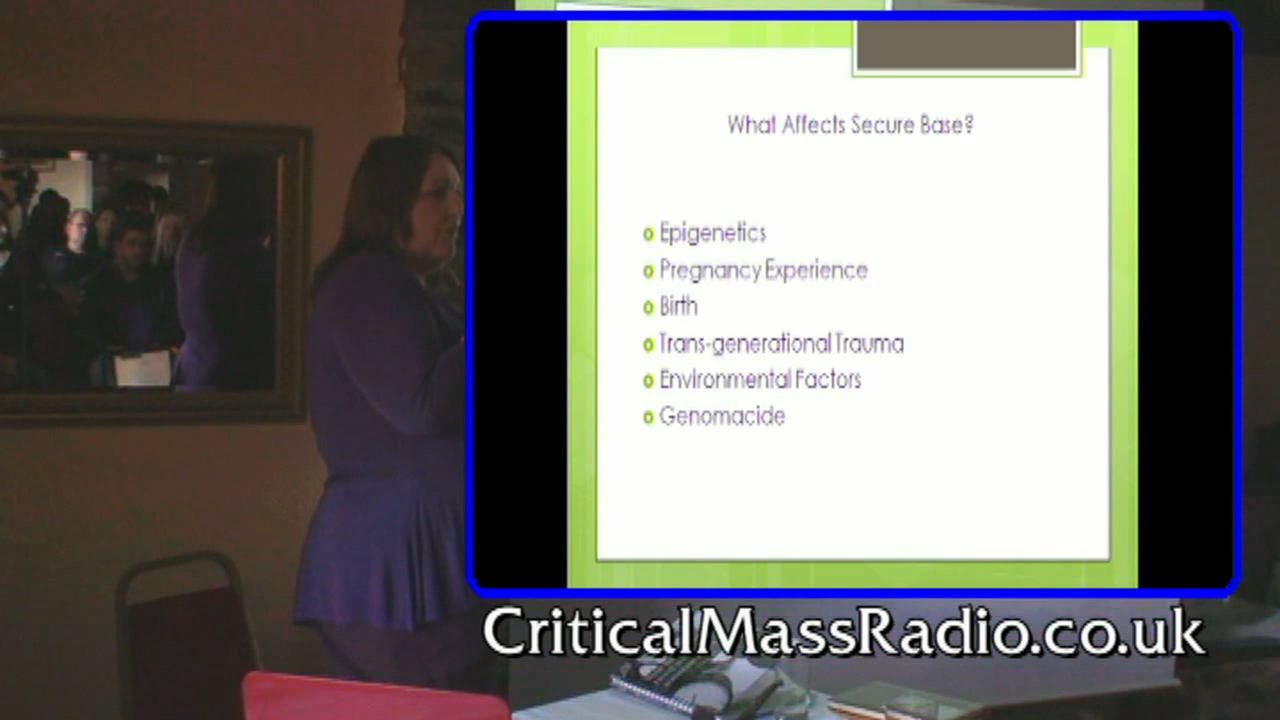 What Affects Secure Base?
Epigenetics
Pregnancy Experience
Birth
Trans-generational Trauma
Environmental Factors
Genomacide
CriticalMassRadio.co.uk